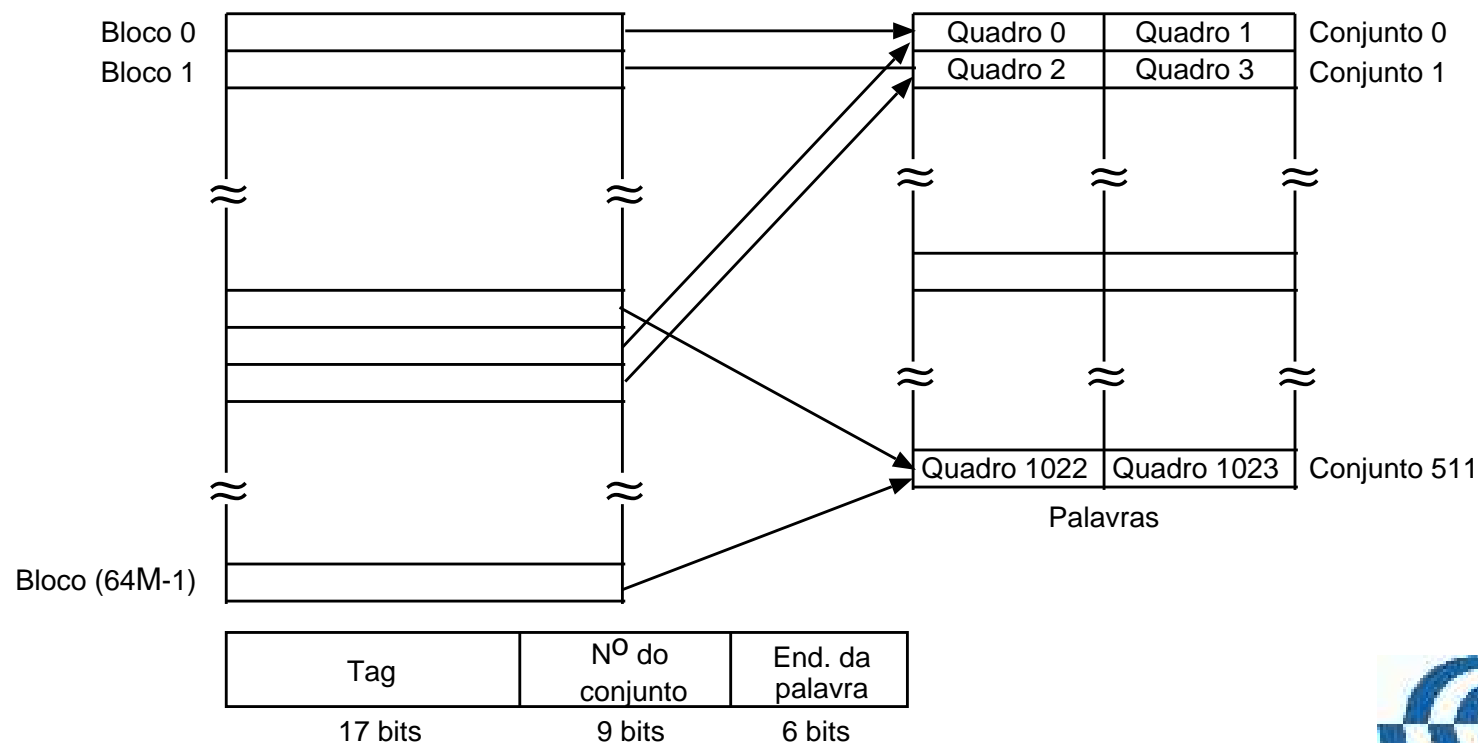 Bloco 0
Quadro 0 Quadro 1 Conjunto 0
Bloco 1
Quadro 2 Quadro 3 Conjunto 1
Quadro 1022 Quadro 1023 Conjunto 511
Palavras
Bloco (64M-1)
Tag
Nº do
conjunto
End. da
palavra
17 bits 9 bits 6 bits